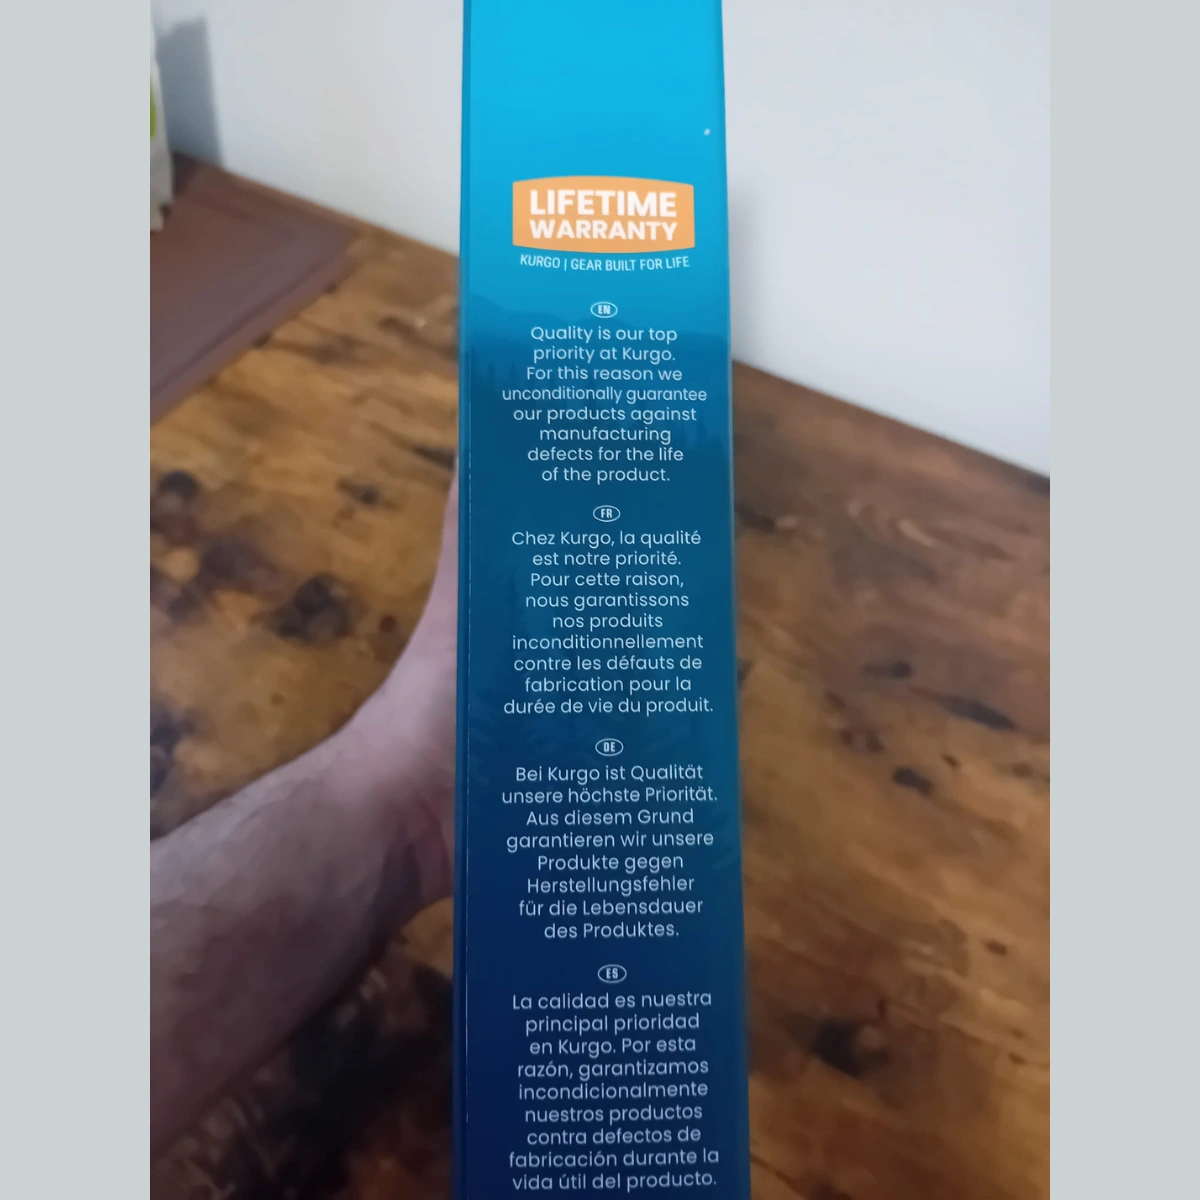 LIFETIME
WARRANTY
KURGO | GEAR BUILT FOR LIFE
EN
Quality is our top
priority at Kurgo.
For this reason we
unconditionally guarantee
our products against
manufacturing
defects for the life
of the product.
FR
Chez Kurgo, la qualité
est notre priorité.
Pour cette raison,
nous garantissons
nos produits
inconditionnellement
contre les défauts de
fabrication pour la
durée de vie du produit.
DE
Bei Kurgo ist Qualität
unsere höchste Priorität.
Aus diesem Grund
garantieren wir unsere
Produkte gegen
Herstellungsfehler
für die Lebensdauer
des Produktes.
ES
La calidad es nuestra
principal prioridad
en Kurgo. Por esta
razón, garantizamos
incondicionalmente
nuestros productos
contra defectos de
fabricación durante la
vida útil del producto.